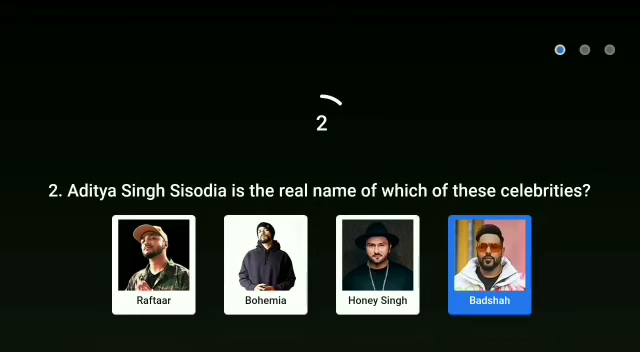 2
2. Aditya Singh Sisodia is the real name of which of these celebrities?
Raftaar
Bohemia
Honey Singh
Badshah